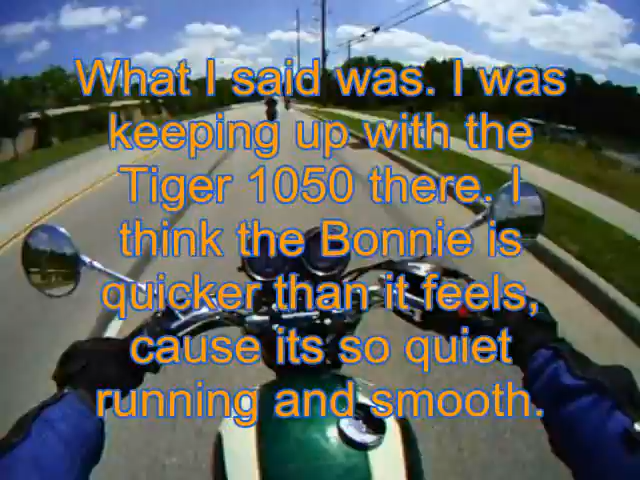 What I said was. I was
keeping up with the
Tiger 1050 there. I
think the Bonnie is
quicker than it feels,
cause its so quiet
running and smooth.